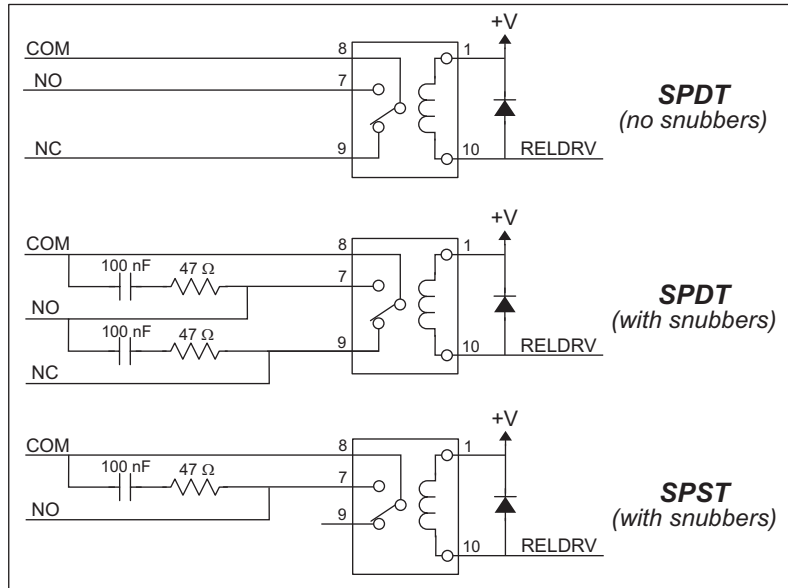 +V
COM 8 1
NO 7
SPDT
(no snubbers)
NC 9 10 RELDRV
+V
COM 8 1
100 nF 47 Ω 7
NO
SPDT
(with snubbers)
100 nF 47 Ω 9 10 RELDRV
NC
+V
COM 8 1
100 nF 47 Ω 7
SPST
(with snubbers)
NO 9
10 RELDRV